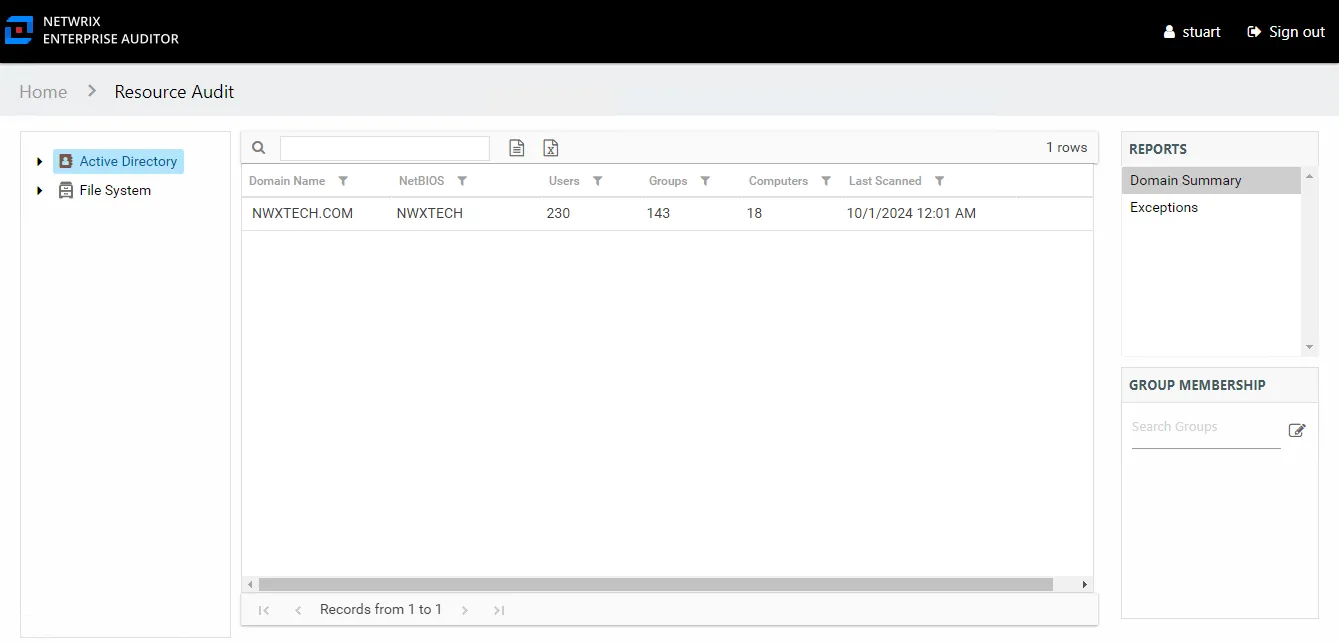 NETWRIX
ENTERPRISE AUDITOR
stuart
Sign out
Home
Resource Audit
Active Directory
File System
1 rows
Domain Name NetBIOS Users Groups Computers Last Scanned
NWXTECH.COM NWXTECH 230 143 18 10/1/2024 12:01 AM
Records from 1 to 1
REPORTS
Domain Summary
Exceptions
GROUP MEMBERSHIP
Search Groups